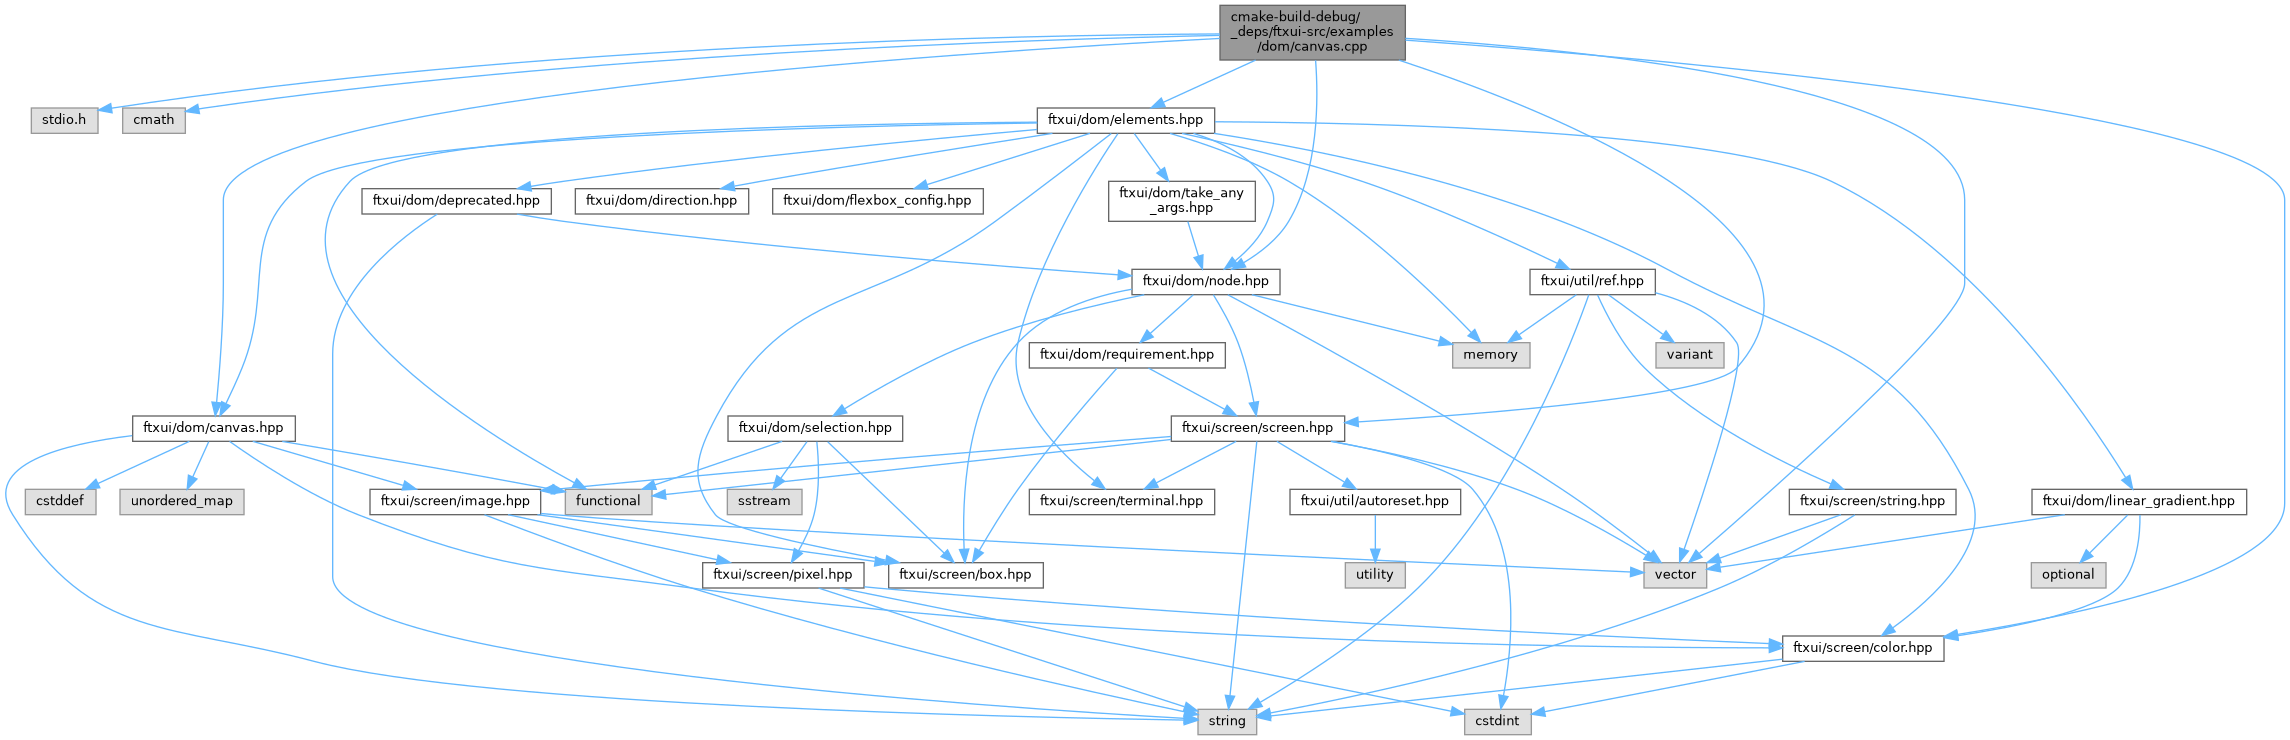 cmake-build-debug/
_deps/ftxui-src/examples
/dom/canvas.cpp
stdio.h
cmath
ftxui/dom/elements.hpp
ftxui/dom/deprecated.hpp
ftxui/dom/direction.hpp
ftxui/dom/flexbox_config.hpp
ftxui/dom/take_any
_args.hpp
ftxui/dom/node.hpp
ftxui/util/ref.hpp
ftxui/dom/requirement.hpp
memory
variant
ftxui/dom/canvas.hpp
ftxui/dom/selection.hpp
ftxui/screen/screen.hpp
cstddef
unordered_map
ftxui/screen/image.hpp
functional
sstream
ftxui/screen/terminal.hpp
ftxui/util/autoreset.hpp
ftxui/screen/string.hpp
ftxui/dom/linear_gradient.hpp
ftxui/screen/pixel.hpp
ftxui/screen/box.hpp
utility
vector
optional
ftxui/screen/color.hpp
string
cstdint